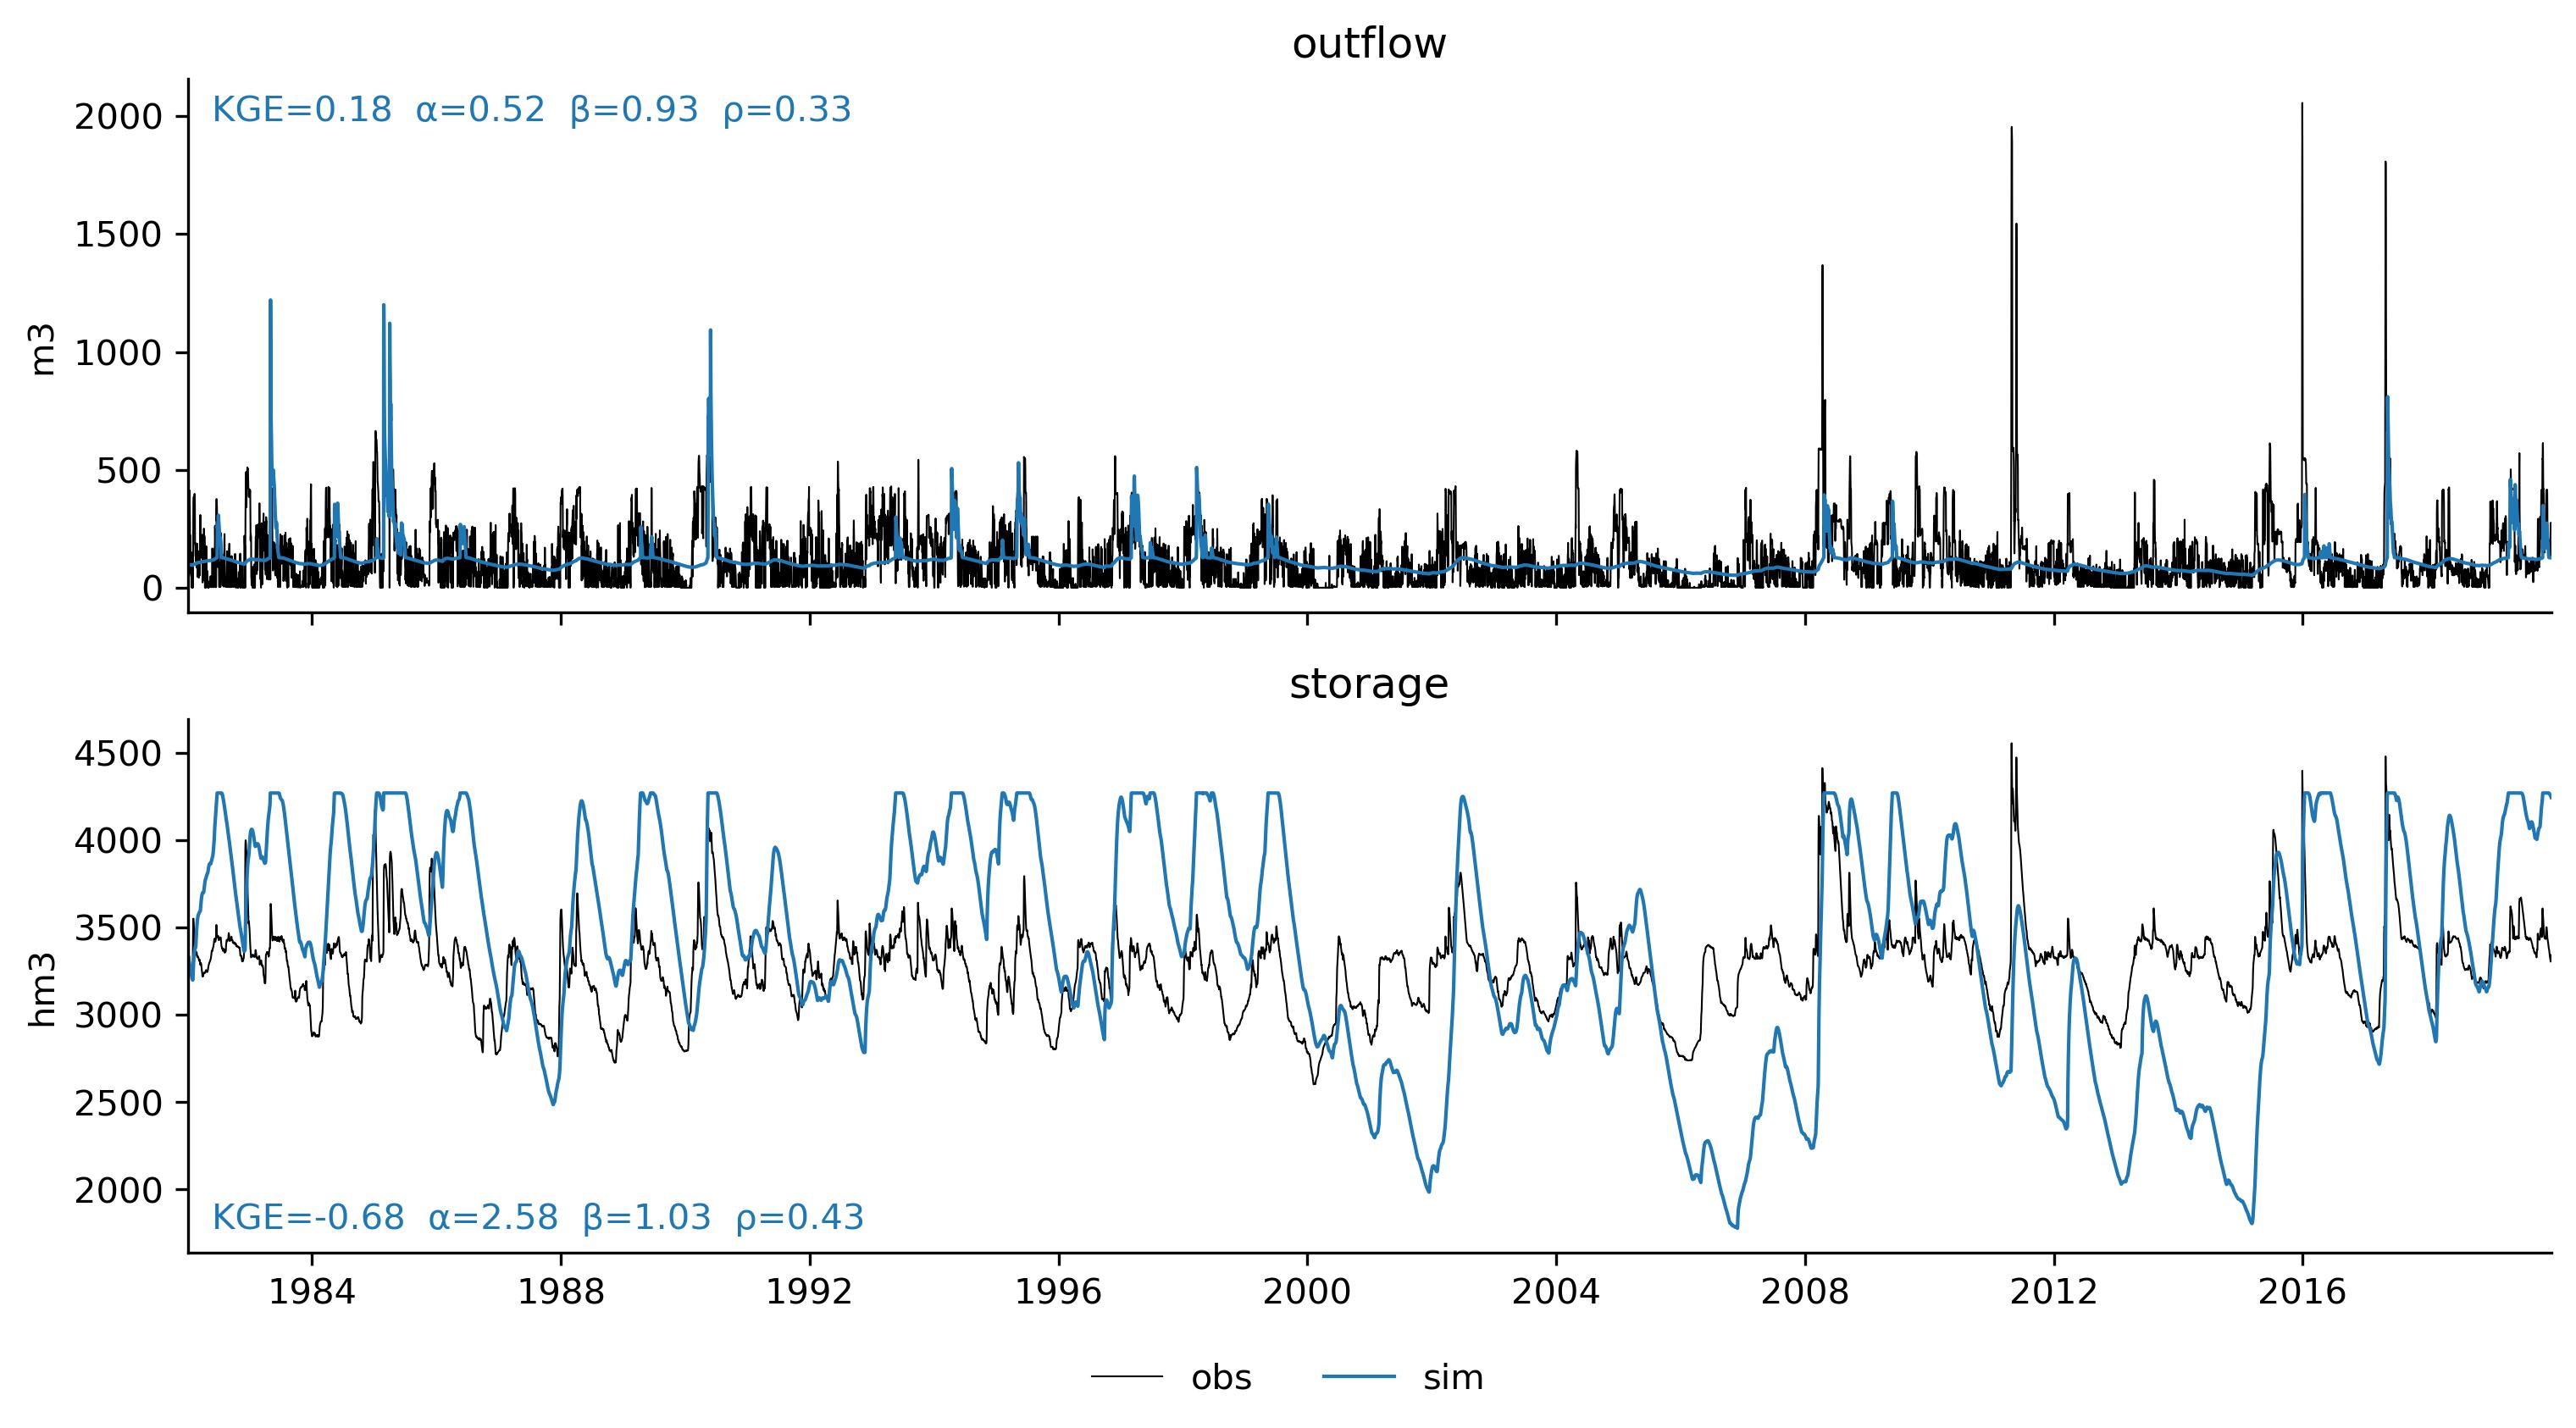 outflow
KGE=0.18 α=0.52 β=0.93 ρ=0.33
m3
2000
1500
1000
500
0
storage
hm3
4500
4000
3500
3000
2500
2000
KGE=-0.68 α=2.58 β=1.03 ρ=0.43
1984 1988 1992 1996 2000 2004 2008 2012 2016
obs sim